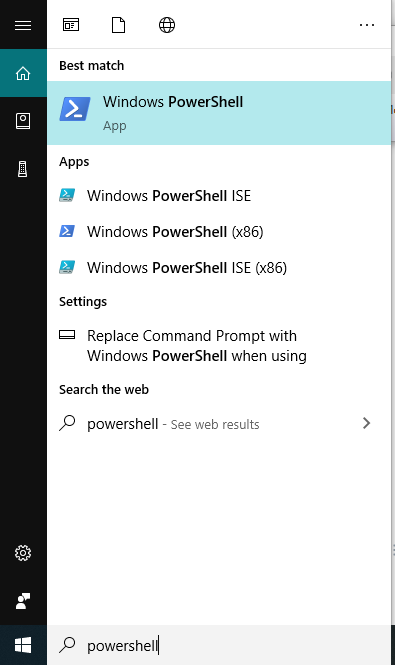 Best match
Windows PowerShell
App
Apps
Windows PowerShell ISE
Windows PowerShell (x86)
Windows PowerShell ISE (x86)
Settings
Replace Command Prompt with
Windows PowerShell when using
Search the web
powershell - See web results
powershell